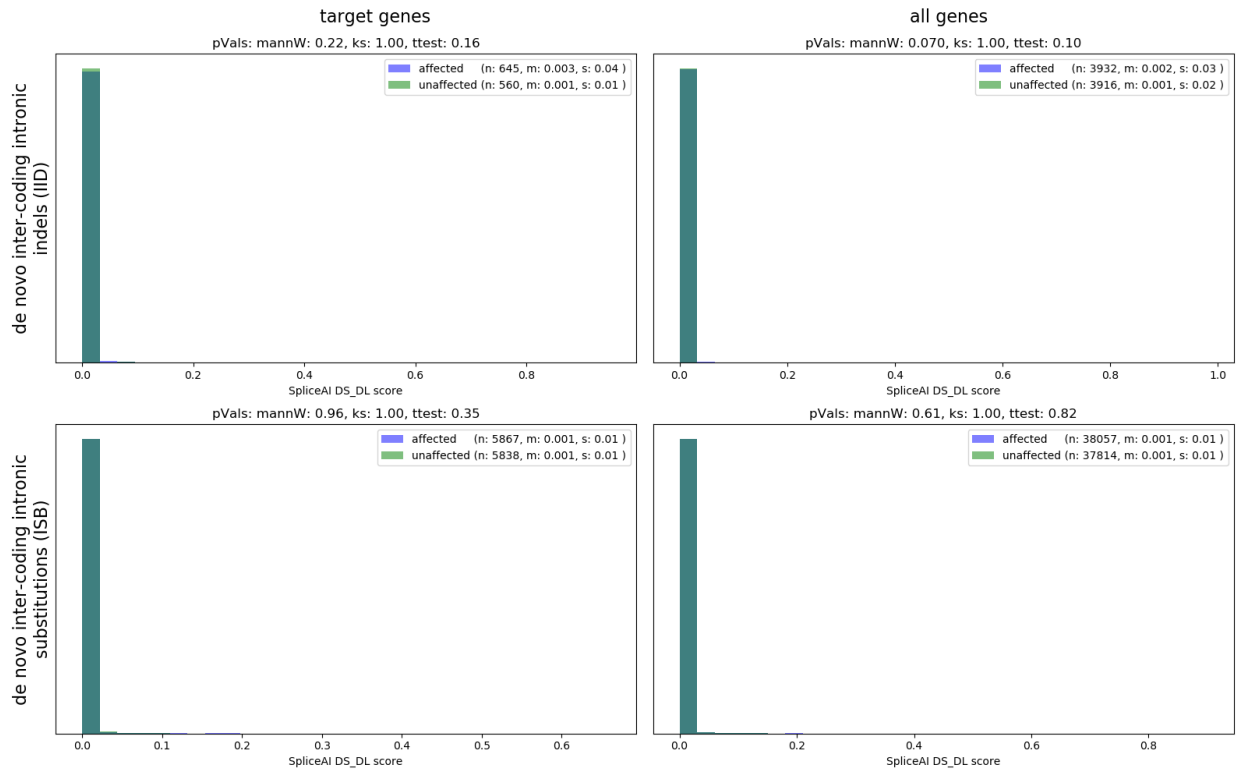 target genes
all genes
pVals: mannW: 0.22, ks: 1.00, ttest: 0.16
pVals: mannW: 0.070, ks: 1.00, ttest: 0.10
affected (n: 645, m: 0.003, s: 0.04 )
unaffected (n: 560, m: 0.001, s: 0.01 )
affected (n: 3932, m: 0.002, s: 0.03 )
unaffected (n: 3916, m: 0.001, s: 0.02 )
de novo inter-coding intronic
indels (IID)
0.0 0.2 0.4 0.6 0.8
0.0 0.2 0.4 0.6 0.8 1.0
SpliceAI DS_DL score
SpliceAI DS_DL score
pVals: mannW: 0.96, ks: 1.00, ttest: 0.35
pVals: mannW: 0.61, ks: 1.00, ttest: 0.82
affected (n: 5867, m: 0.001, s: 0.01 )
unaffected (n: 5838, m: 0.001, s: 0.01 )
affected (n: 38057, m: 0.001, s: 0.01 )
unaffected (n: 37814, m: 0.001, s: 0.01 )
de novo inter-coding intronic
substitutions (ISB)
0.0 0.1 0.2 0.3 0.4 0.5 0.6
0.0 0.2 0.4 0.6 0.8
SpliceAI DS_DL score
SpliceAI DS_DL score